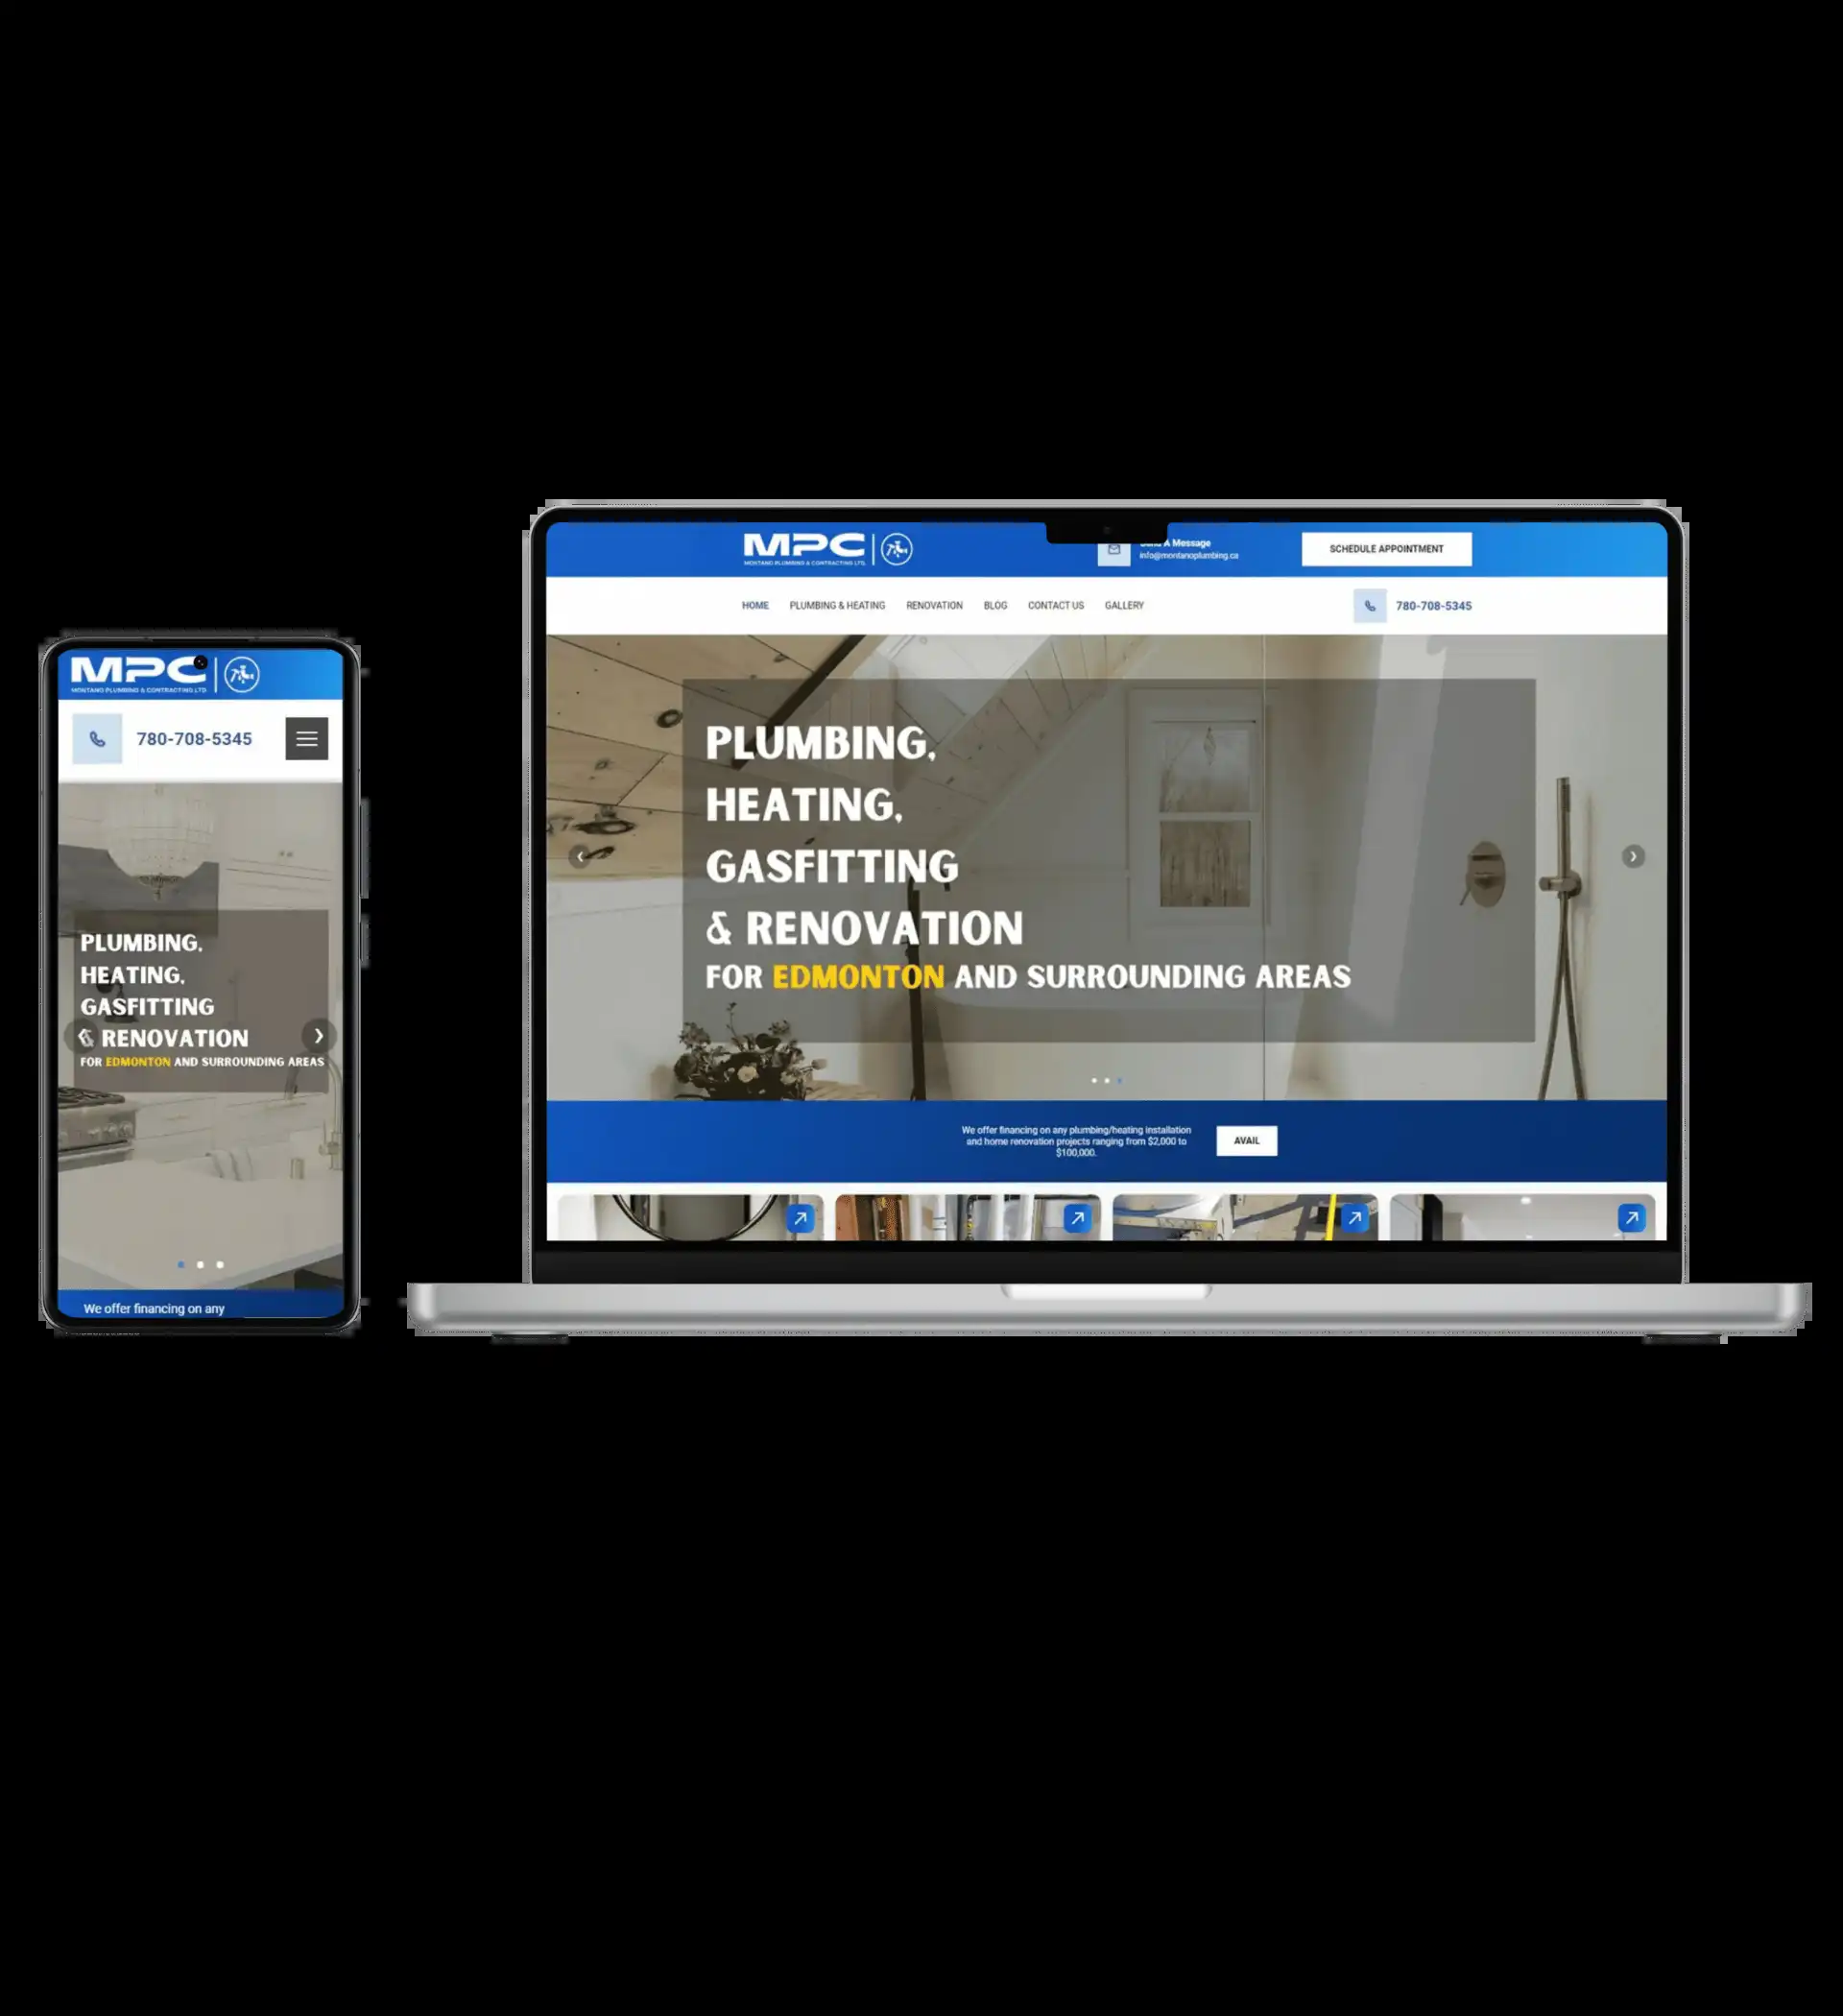 MPC
MONTANO PLUMBING & CONTRACTING LTD.
780-708-5345
PLUMBING,
HEATING,
GASFITTING
& RENOVATION
FOR EDMONTON AND SURROUNDING AREAS
We offer financing on any
MPC
MONTANO PLUMBING & CONTRACTING LTD.
A Message
info@montanoplumbing.ca
SCHEDULE APPOINTMENT
HOME PLUMBING & HEATING RENOVATION BLOG CONTACT US GALLERY
780-708-5345
PLUMBING,
HEATING,
GASFITTING
& RENOVATION
FOR EDMONTON AND SURROUNDING AREAS
We offer financing on any plumbing/heating installation
and home renovation projects ranging from $2,000 to
$100,000.
AVAIL